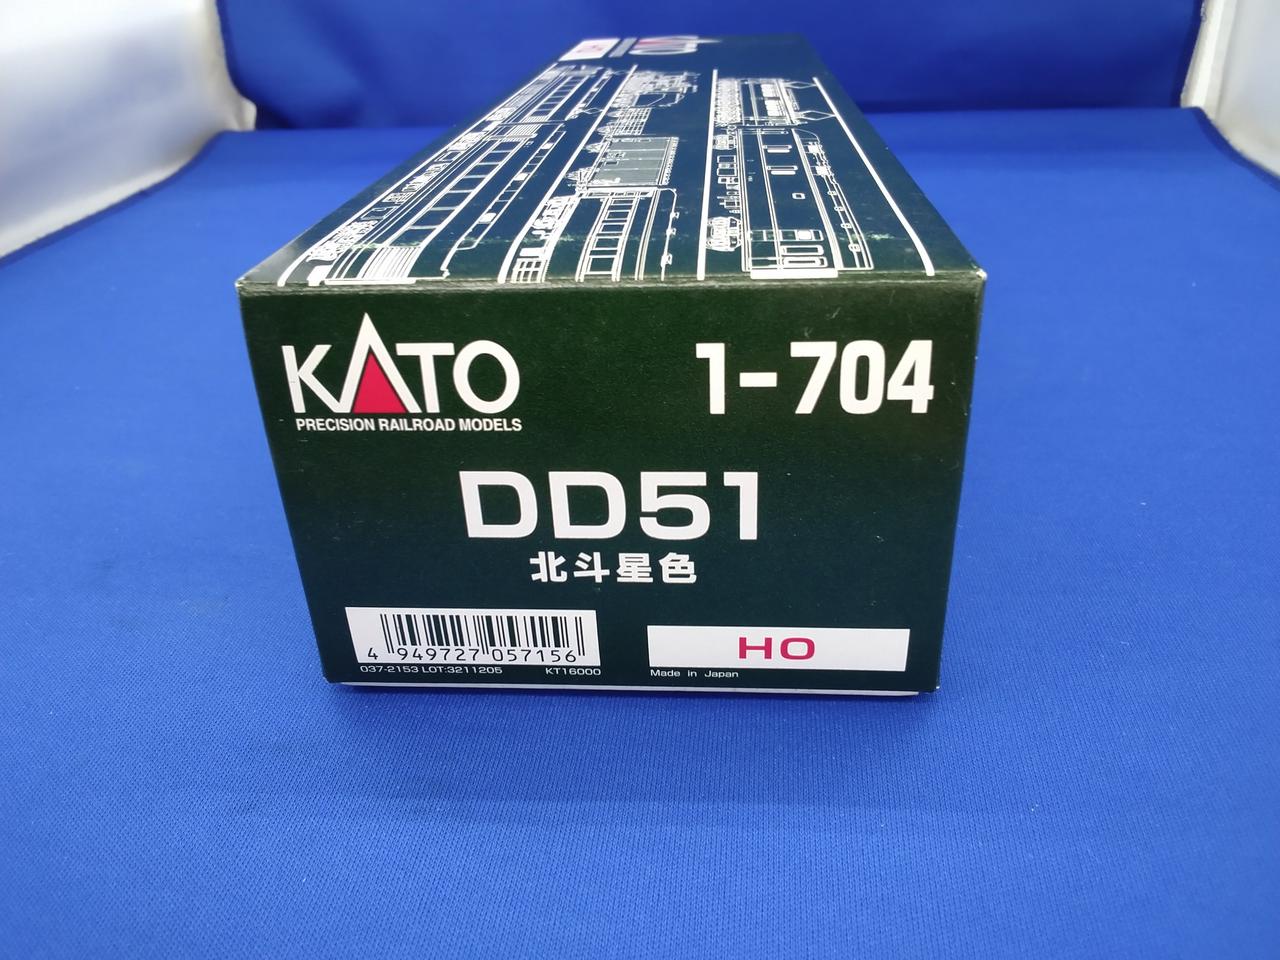 KATO
KATO
PRECISION RAILROAD MODELS
1-704
DD51
北斗星色
4 949727 057156
037-2153 LOT:3211205 KT16000
HO
Made in Japan